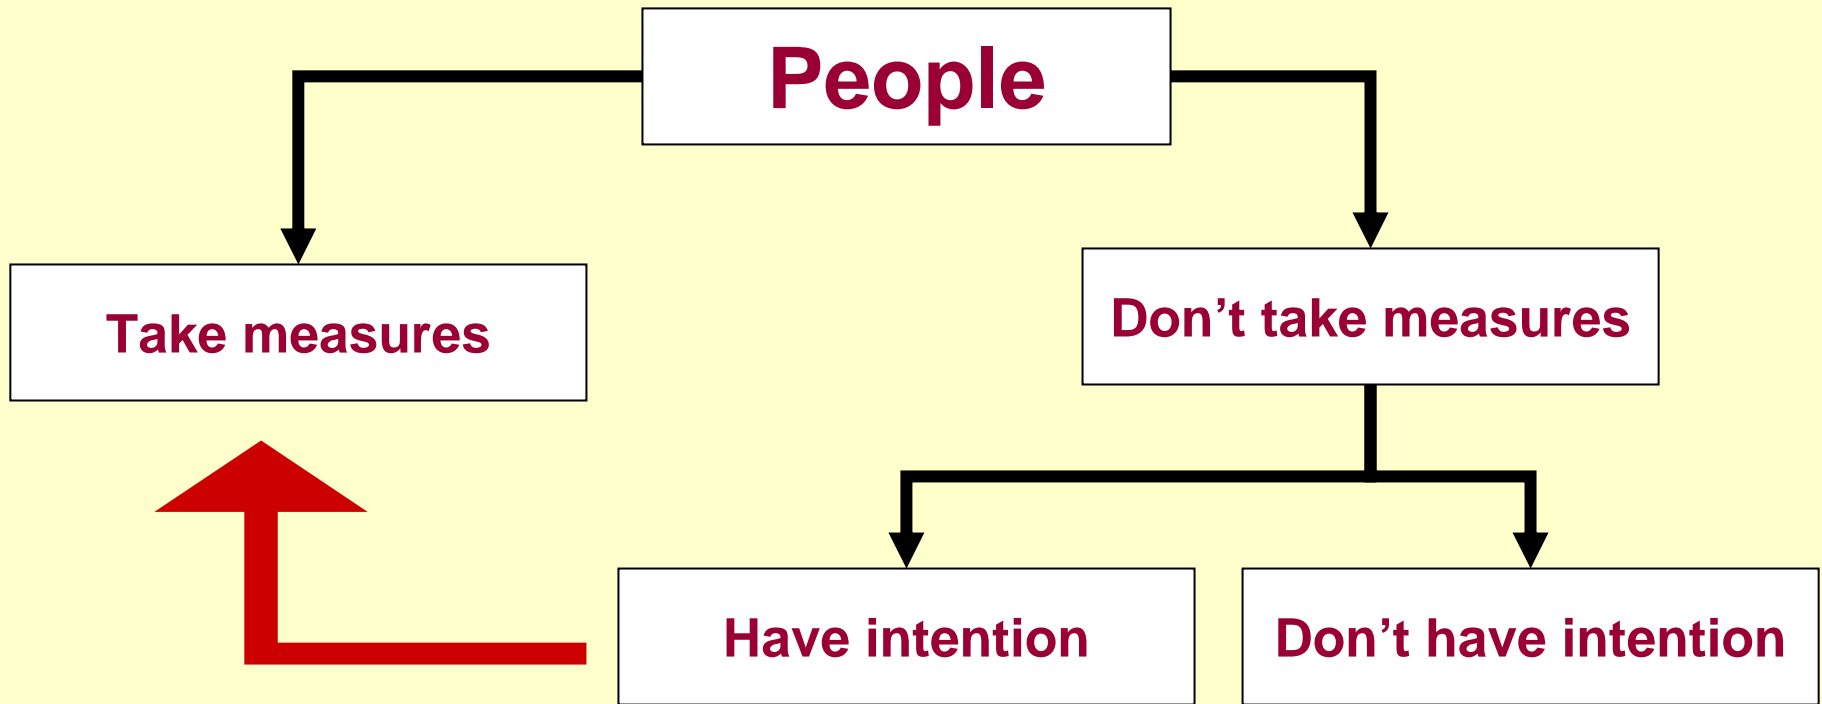 People
Take measures
Don’t take measures
Have intention
Don’t have intention